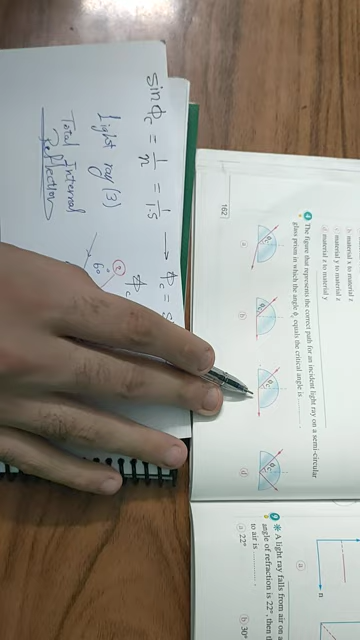 b. material x to material z
c. material y to material z
d. material z to material y
4 The figure that represents the correct path for an incident light ray on a semi-circular
glass prism in which the angle ϕc equals the critical angle is ............
a
b
c
d
162
9 * A light ray falls from air on
angle of refraction is 22°, then t
to air is ............
a 22°
b 30°
a
n
sin ϕc = 1/n = 1/1.5 → ϕc = s
light ray (3)
Total Internal
Reflection
60°
2
ϕc